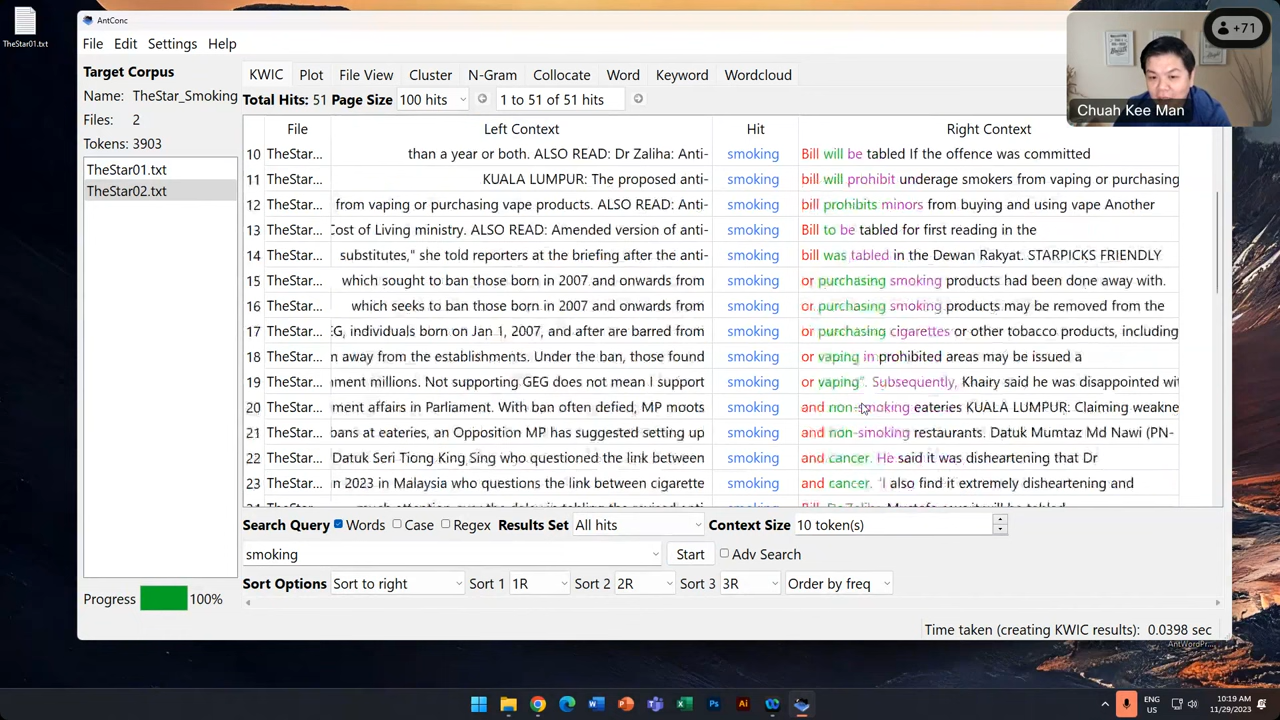 TheStar01.txt
AntConc
+71
File Edit Settings Help
Chuah Kee Man
Target Corpus
Name: TheStar_Smoking
Files: 2
Tokens: 3903
TheStar01.txt
TheStar02.txt
Progress 100%
KWIC Plot File View Cluster N-Gram Collocate Word Keyword Wordcloud
Total Hits: 51 Page Size 100 hits 1 to 51 of 51 hits
File Left Context Hit Right Context
10 TheStar... than a year or both. ALSO READ: Dr Zaliha: Anti- smoking Bill will be tabled If the offence was committed
11 TheStar... KUALA LUMPUR: The proposed anti- smoking bill will prohibit underage smokers from vaping or purchasing
12 TheStar... from vaping or purchasing vape products. ALSO READ: Anti- smoking bill prohibits minors from buying and using vape Another
13 TheStar... Cost of Living ministry. ALSO READ: Amended version of anti- smoking Bill to be tabled for first reading in the
14 TheStar... substitutes," she told reporters at the briefing after the anti- smoking bill was tabled in the Dewan Rakyat. STARPICKS FRIENDLY
15 TheStar... which sought to ban those born in 2007 and onwards from smoking or purchasing smoking products had been done away with.
16 TheStar... which seeks to ban those born in 2007 and onwards from smoking or purchasing smoking products may be removed from the
17 TheStar... EG, individuals born on Jan 1, 2007, and after are barred from smoking or purchasing cigarettes or other tobacco products, including
18 TheStar... m away from the establishments. Under the ban, those found smoking or vaping in prohibited areas may be issued a
19 TheStar... nment millions. Not supporting GEG does not mean I support smoking or vaping". Subsequently, Khairy said he was disappointed wit
20 TheStar... ment affairs in Parliament. With ban often defied, MP moots smoking and non-smoking eateries KUALA LUMPUR: Claiming weakne
21 TheStar... bans at eateries, an Opposition MP has suggested setting up smoking and non-smoking restaurants. Datuk Mumtaz Md Nawi (PN-
22 TheStar... Datuk Seri Tiong King Sing who questioned the link between smoking and cancer. He said it was disheartening that Dr
23 TheStar... n 2023 in Malaysia who questions the link between cigarette smoking and cancer. "I also find it extremely disheartening and
Search Query Words Case Regex Results Set All hits Context Size 10 token(s)
smoking Start Adv Search
Sort Options Sort to right Sort 1 1R Sort 2 2R Sort 3 3R Order by freq
Time taken (creating KWIC results): 0.0398 sec
AntWordPr...
ENG
US
10:19 AM
11/29/2023